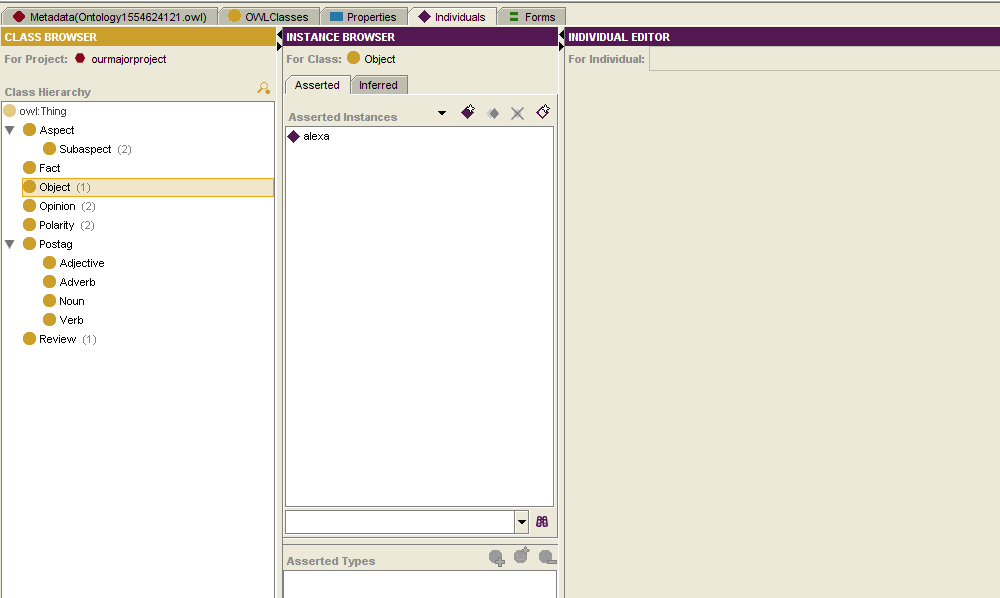 Metadata(Ontology1554624121.owl) OWLClasses Properties Individuals Forms
CLASS BROWSER
For Project: ourmajorproject
Class Hierarchy
owl:Thing
Aspect
Subaspect (2)
Fact
Object (1)
Opinion (2)
Polarity (2)
Postag
Adjective
Adverb
Noun
Verb
Review (1)
INSTANCE BROWSER
For Class: Object
Asserted Inferred
Asserted Instances
alexa
Asserted Types
INDIVIDUAL EDITOR
For Individual: